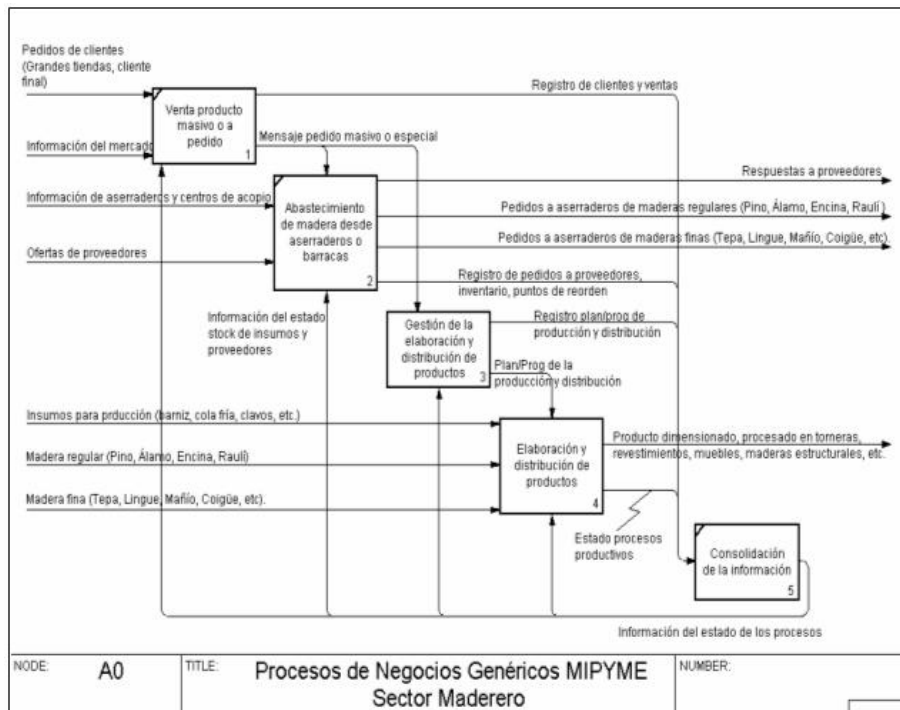 Pedidos de clientes
(Grandes tiendas, cliente
final)
Registro de clientes y ventas
Venta producto
masivo o a
pedido
1
Mensaje pedido masivo o especial
Información del mercado
Respuestas a proveedores
Información de aserraderos y centros de acopio
Abastecimiento
de madera desde
aserraderos o
barracas
2
Pedidos a aserraderos de maderas regulares (Pino, Álamo, Encina, Raulí)
Pedidos a aserraderos de maderas finas (Tepa, Lingue, Mañío, Coigüe, etc).
Ofertas de proveedores
Registro de pedidos a proveedores,
inventario, puntos de reorden
Información del estado
stock de insumos y
proveedores
Gestión de la
elaboración y
distribución de
productos
3
Registro plan/prog de
producción y distribución
Plan/Prog de la
producción y distribución
Insumos para prducción (barniz, cola fría, clavos, etc.)
Madera regular (Pino, Álamo, Encina, Raulí)
Madera fina (Tepa, Lingue, Mañío, Coigüe, etc).
Elaboración y
distribución de
productos
4
Producto dimensionado, procesado en torneras,
revestimientos, muebles, maderas estructurales, etc.
Estado procesos
productivos
Consolidación
de la información
5
Información del estado de los procesos
NODE:
A0
TITLE:
Procesos de Negocios Genéricos MIPYME
Sector Maderero
NUMBER: